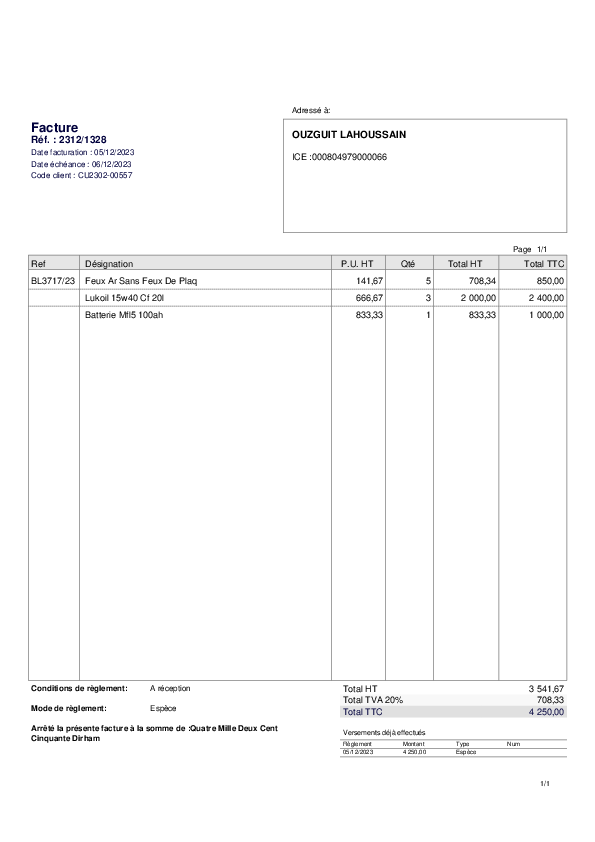 Adressé à:
Facture
Réf. : 2312/1328
Date facturation : 05/12/2023
Date échéance : 06/12/2023
Code client : CU2302-00557
OUZGUIT LAHOUSSAIN
ICE :000804979000066
Page 1/1
Ref Désignation P.U. HT Qté Total HT Total TTC
BL3717/23 Feux Ar Sans Feux De Plaq 141,67 5 708,34 850,00
Lukoil 15w40 Cf 20l 666,67 3 2 000,00 2 400,00
Batterie Mfl5 100ah 833,33 1 833,33 1 000,00
Conditions de règlement: A réception
Mode de règlement: Espèce
Arrêté la présente facture à la somme de :Quatre Mille Deux Cent
Cinquante Dirham
Total HT 3 541,67
Total TVA 20% 708,33
Total TTC 4 250,00
Versements déjà effectués
Règlement Montant Type Num
05/12/2023 4 250,00 Espèce
1/1